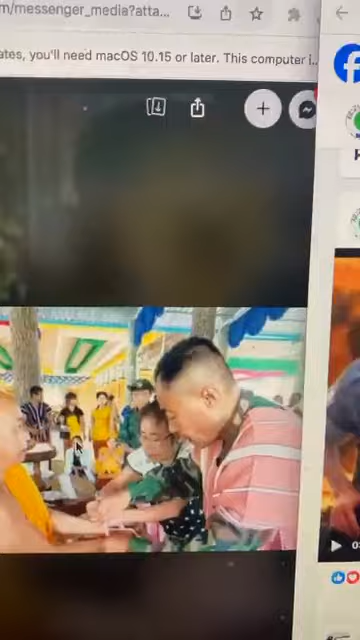 m/messenger_media?atta...
ates, you'll need macOS 10.15 or later. This computer i...